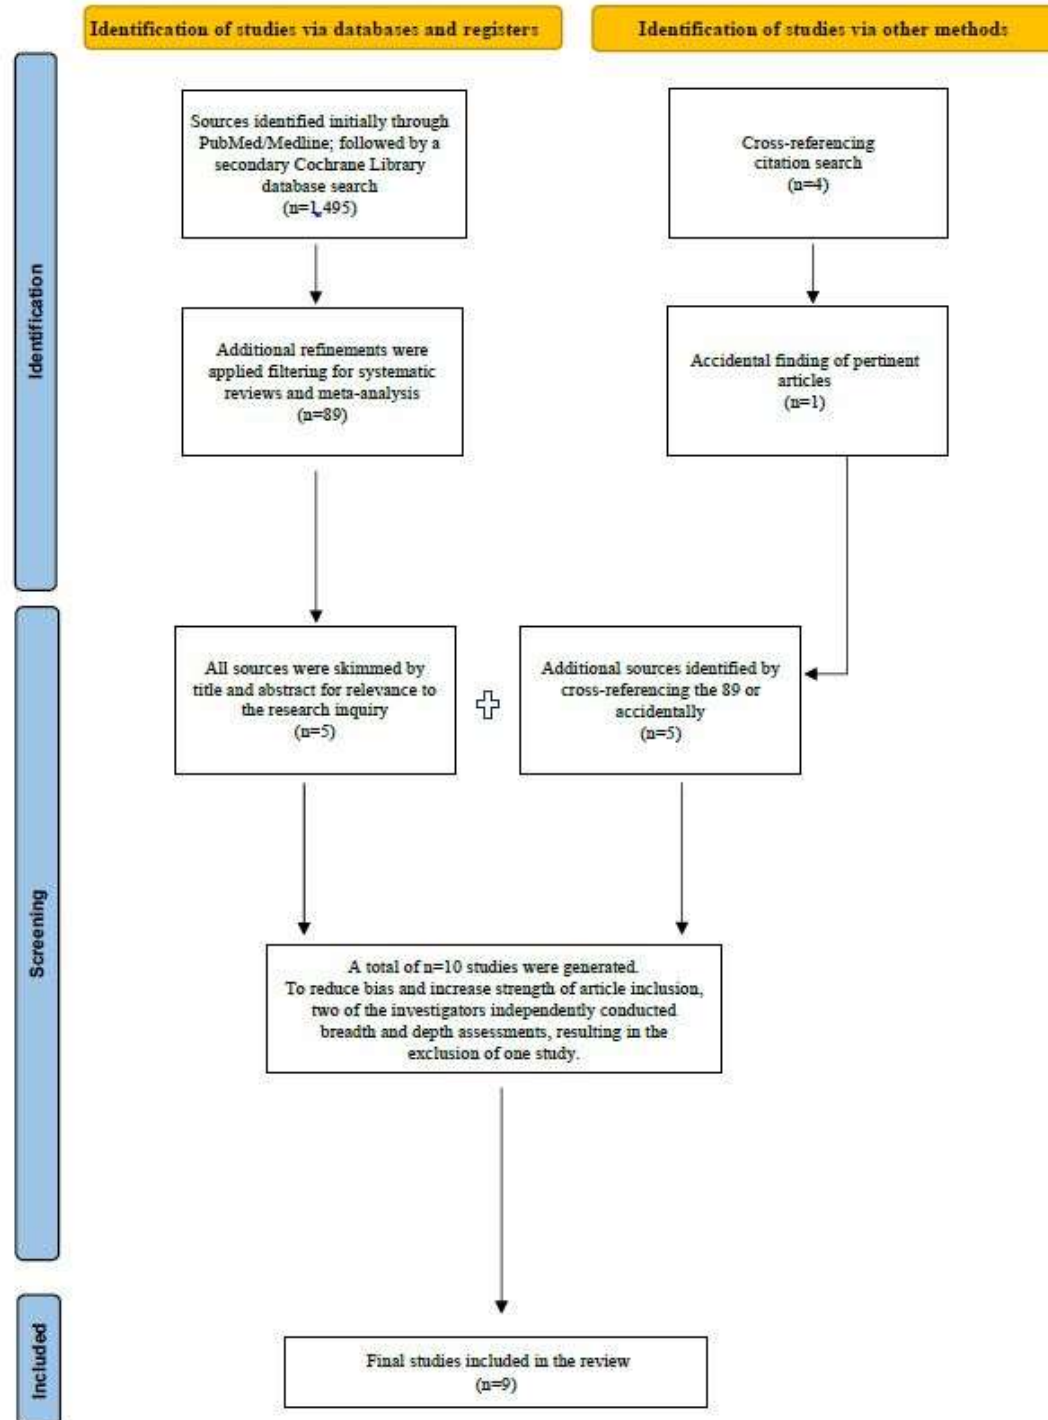 Identification of studies via databases and registers
Identification of studies via other methods
Identification
Sources identified initially through
PubMed/Medline; followed by a
secondary Cochrane Library
database search
(n=1,495)
Cross-referencing
citation search
(n=4)
Additional refinements were
applied filtering for systematic
reviews and meta-analysis
(n=89)
Accidental finding of pertinent
articles
(n=1)
Screening
All sources were skimmed by
title and abstract for relevance to
the research inquiry
(n=5)
Additional sources identified by
cross-referencing the 89 or
accidentally
(n=5)
A total of n=10 studies were generated.
To reduce bias and increase strength of article inclusion,
two of the investigators independently conducted
breadth and depth assessments, resulting in the
exclusion of one study.
Included
Final studies included in the review
(n=9)